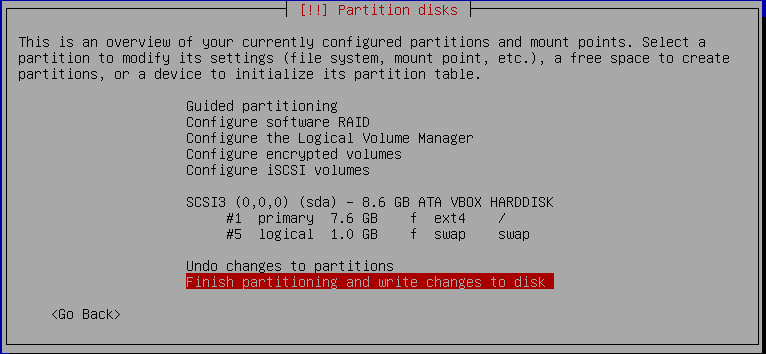 [!!] Partition disks
This is an overview of your currently configured partitions and mount points. Select a
partition to modify its settings (file system, mount point, etc.), a free space to create
partitions, or a device to initialize its partition table.
Guided partitioning
Configure software RAID
Configure the Logical Volume Manager
Configure encrypted volumes
Configure iSCSI volumes
SCSI3 (0,0,0) (sda) - 8.6 GB ATA VBOX HARDDISK
#1 primary 7.6 GB f ext4 /
#5 logical 1.0 GB f swap swap
Undo changes to partitions
Finish partitioning and write changes to disk
<Go Back>